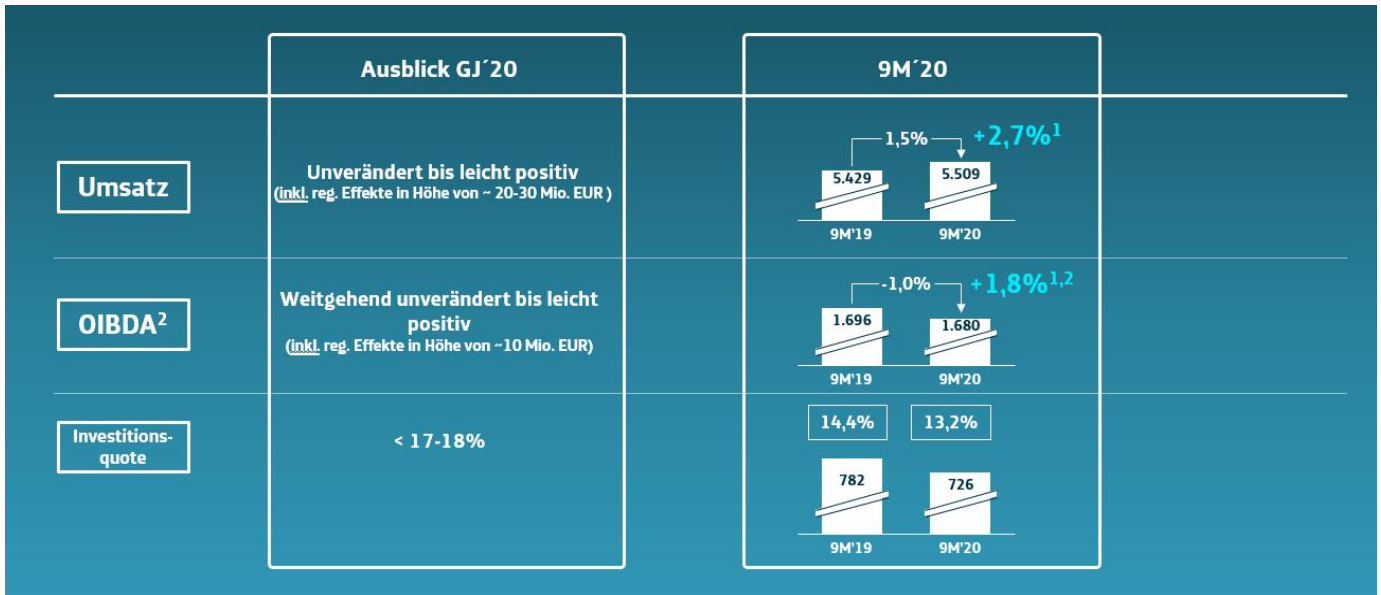 Ausblick GJ´20
9M´20
Umsatz
Unverändert bis leicht positiv
(inkl. reg. Effekte in Höhe von ~ 20-30 Mio. EUR )
1,5%
+2,7%¹
5.429
5.509
9M'19
9M'20
OIBDA²
Weitgehend unverändert bis leicht
positiv
(inkl. reg. Effekte in Höhe von ~10 Mio. EUR)
-1,0%
+1,8%¹,²
1.696
1.680
9M'19
9M'20
Investitions-
quote
< 17-18%
14,4%
13,2%
782
726
9M'19
9M'20